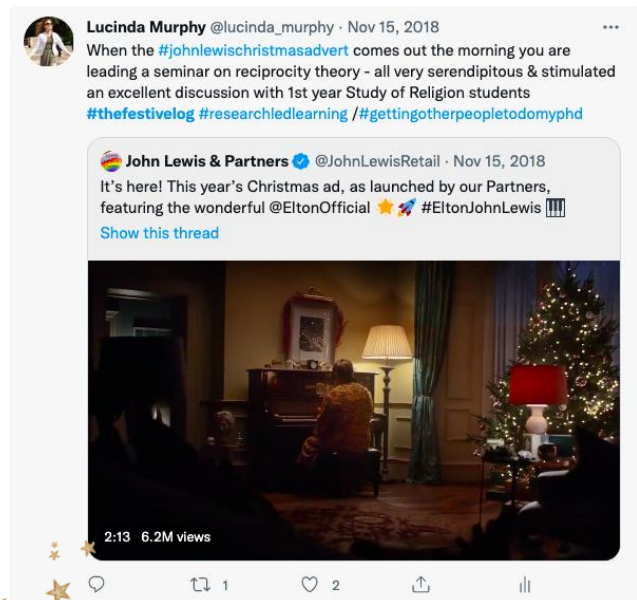 Lucinda Murphy @lucinda_murphy · Nov 15, 2018
When the #johnlewischristmasadvert comes out the morning you are
leading a seminar on reciprocity theory - all very serendipitous & stimulated
an excellent discussion with 1st year Study of Religion students
#thefestivelog #researchledlearning /#gettingotherpeopletodomyphd
John Lewis & Partners @JohnLewisRetail · Nov 15, 2018
It's here! This year's Christmas ad, as launched by our Partners,
featuring the wonderful @EltonOfficial ⭐🚀 #EltonJohnLewis 🎹
Show this thread
2:13 6.2M views
1 2